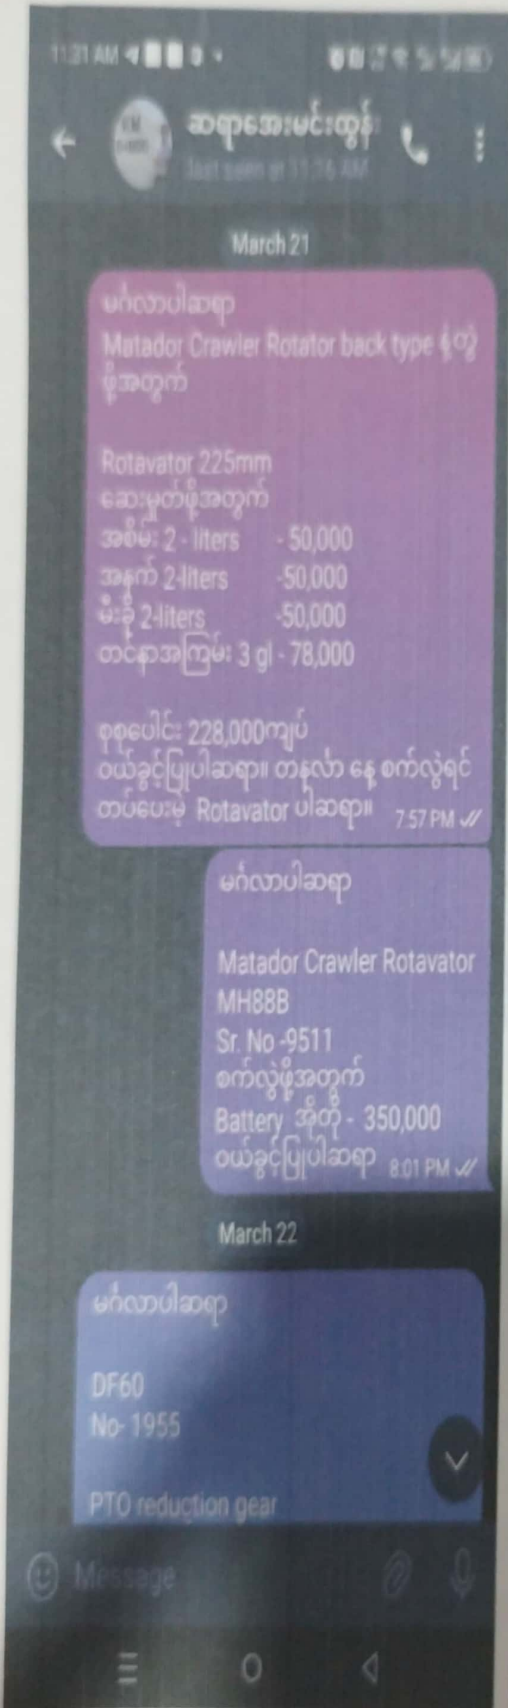 11:21 AM
ဆရာအေးမင်းထွန်း
last seen at 11:16 AM
March 21
မင်္ဂလာပါဆရာ
Matador Crawler Rotator back type နဲ့တွဲ
ဖို့အတွက်
Rotavator 225mm
ဆေးမှုတ်ဖို့အတွက်
အစိမ်း 2 - liters - 50,000
အနက် 2-liters -50,000
မီးခိုး 2-liters -50,000
တင်နာအကြမ်း 3 gl - 78,000
စုစုပေါင်း 228,000ကျပ်
ဝယ်ခွင့်ပြုပါဆရာ။ တနင်္လာ နေ့ စက်လွှဲရင်
တပ်ပေးမဲ့ Rotavator ပါဆရာ။ 7:57 PM
မင်္ဂလာပါဆရာ
Matador Crawler Rotavator
MH88B
Sr. No -9511
စက်လွှဲဖို့အတွက်
Battery အိုတို - 350,000
ဝယ်ခွင့်ပြုပါဆရာ 8:01 PM
March 22
မင်္ဂလာပါဆရာ
DF60
No- 1955
PTO reduction gear
Message